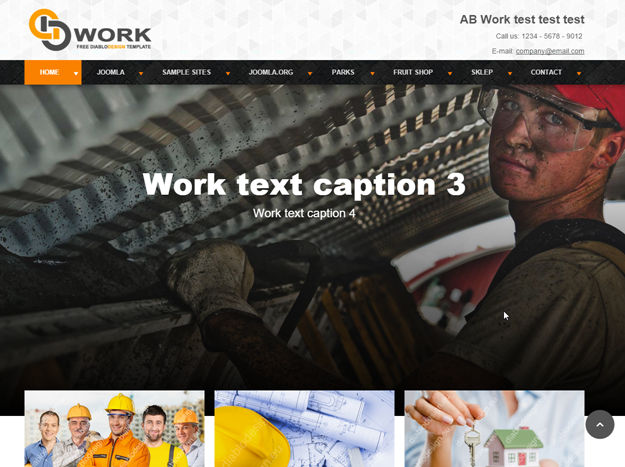 WORK
FREE DIABLODESIGN TEMPLATE
AB Work test test test
Call us: 1234 - 5678 - 9012
E-mail: company@email.com
HOME JOOMLA SAMPLE SITES JOOMLA.ORG PARKS FRUIT SHOP SKLEP CONTACT
Work text caption 3
Work text caption 4